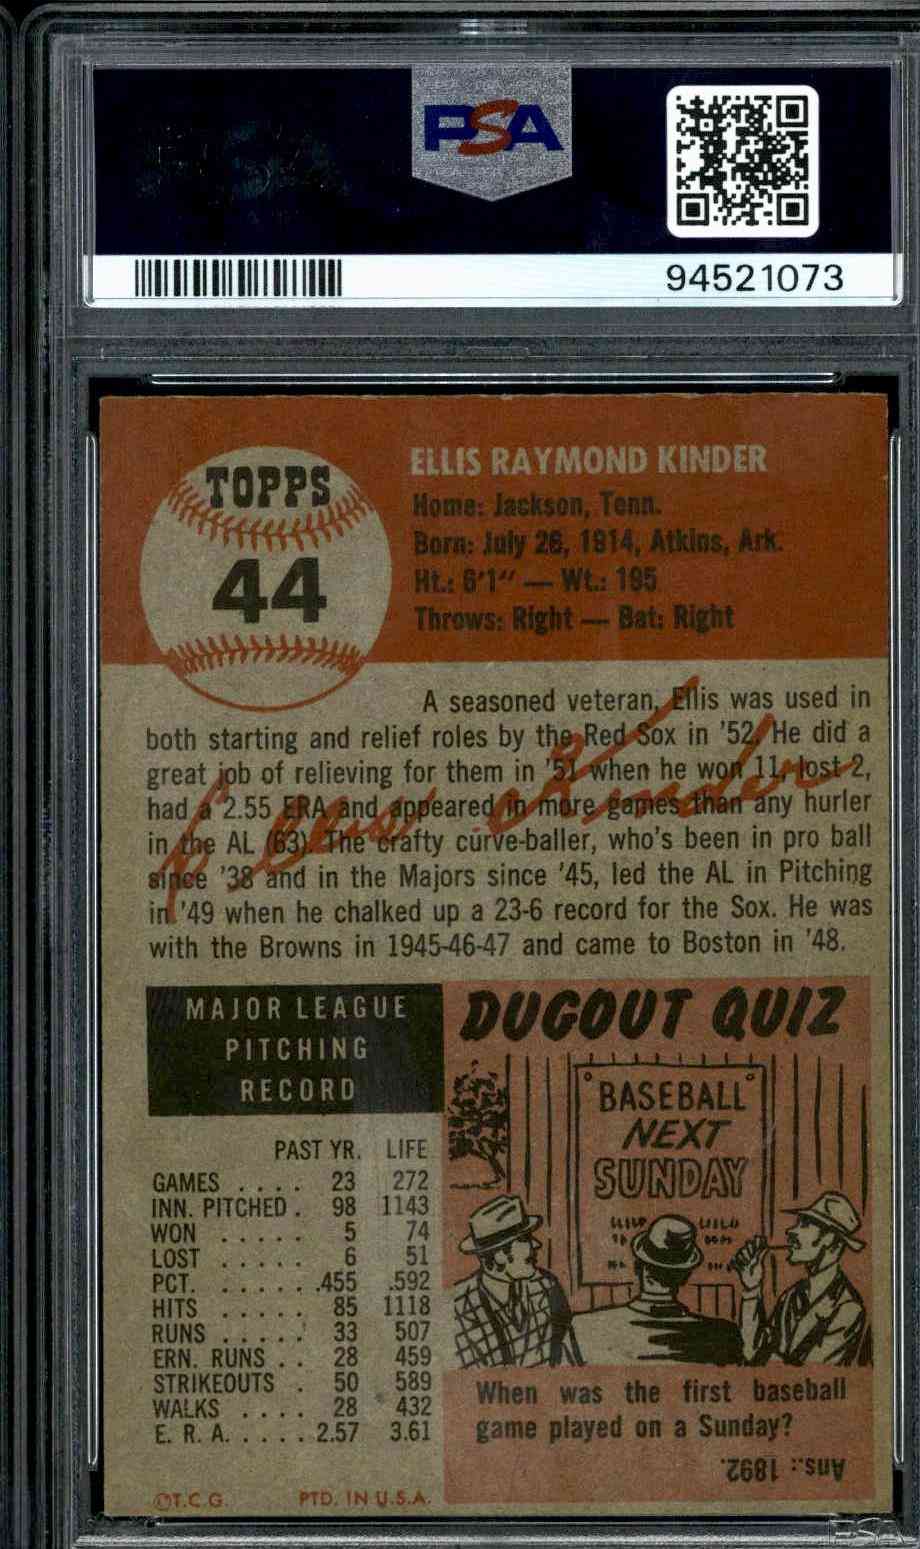 PSA
94521073
TOPPS
44
ELLIS RAYMOND KINDER
Home: Jackson, Tenn.
Born: July 26, 1914, Atkins, Ark.
Ht.: 6'1" — Wt.: 195
Throws: Right — Bat: Right
A seasoned veteran, Ellis was used in
both starting and relief roles by the Red Sox in '52. He did a
great job of relieving for them in '51 when he won 11, lost 2,
had a 2.55 ERA and appeared in more games than any hurler
in the AL (63). The crafty curve-baller, who's been in pro ball
since '38 and in the Majors since '45, led the AL in Pitching
in '49 when he chalked up a 23-6 record for the Sox. He was
with the Browns in 1945-46-47 and came to Boston in '48.
Ellis Kinder
MAJOR LEAGUE
PITCHING
RECORD
PAST YR. LIFE
GAMES . . . . 23 272
INN. PITCHED . 98 1143
WON . . . . . 5 74
LOST . . . . . 6 51
PCT. . . . . . .455 .592
HITS . . . . . 85 1118
RUNS . . . . . 33 507
ERN. RUNS . . 28 459
STRIKEOUTS . 50 589
WALKS . . . . 28 432
E. R. A. . . . . 2.57 3.61
©T.C.G. PTD. IN U.S.A.
DUGOUT QUIZ
BASEBALL
NEXT
SUNDAY
When was the first baseball
game played on a Sunday?
Ans.: 1892.
PSA